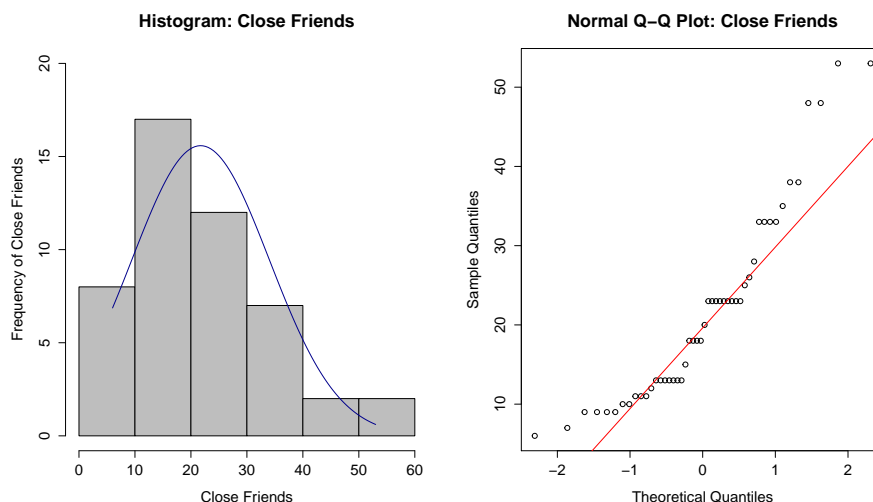 Histogram: Close Friends
Frequency of Close Friends
20
15
10
5
0
0 10 20 30 40 50 60
Close Friends
Normal Q−Q Plot: Close Friends
Sample Quantiles
50
40
30
20
10
−2 −1 0 1 2
Theoretical Quantiles